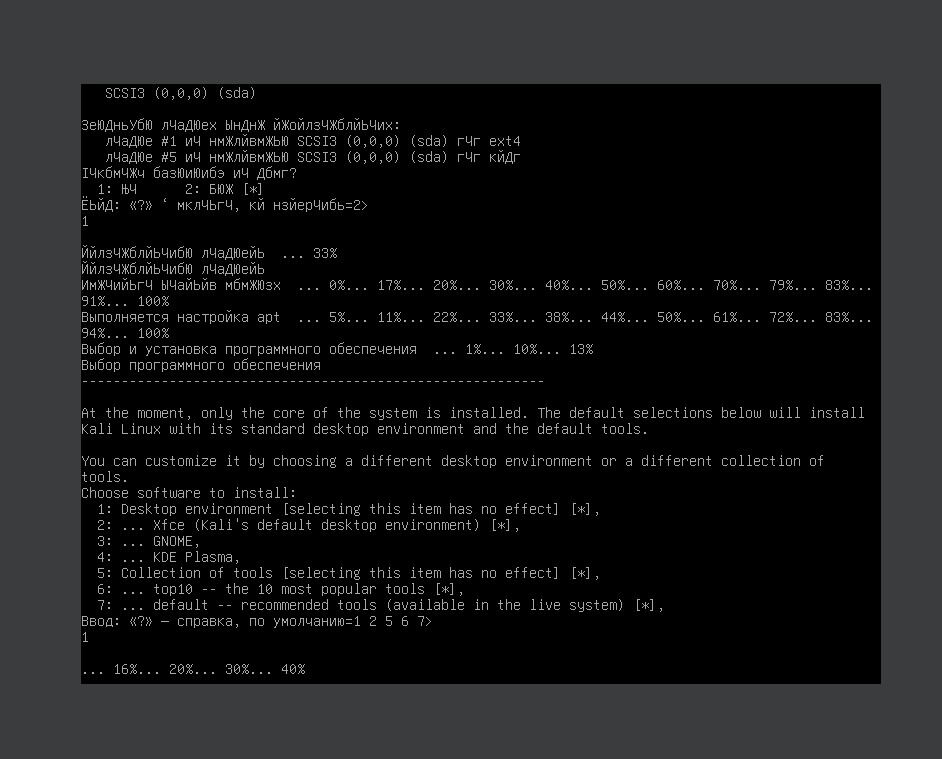 SCSI3 (0,0,0) (sda)
ЗеЮДньУбЮ лЧаДЮех ЫнДнЖ йЖойлзЧЖблйЬЧих:
лЧаДЮе #1 иЧ нмЖлйвмЖЬЮ SCSI3 (0,0,0) (sda) гЧг ext4
лЧаДЮе #5 иЧ нмЖлйвмЖЬЮ SCSI3 (0,0,0) (sda) гЧг кйДг
ІЧкбмЧЖч базЮиЮибэ иЧ Дбмг?
1: ЊЧ 2: БЮЖ [*]
ЁЬйД: «?» ‘ мклЧЬгЧ, кй нзйерЧибь=2>
1
ЙйлзЧЖблйЬЧибЮ лЧаДЮейЬ ... 33%
ЙйлзЧЖблйЬЧибЮ лЧаДЮейЬ
ИмЖЧийЬгЧ ЫЧайЬйв мбмЖЮзх ... 0%... 17%... 20%... 30%... 40%... 50%... 60%... 70%... 79%... 83%...
91%... 100%
Выполняется настройка apt ... 5%... 11%... 22%... 33%... 38%... 44%... 50%... 61%... 72%... 83%...
94%... 100%
Выбор и установка программного обеспечения ... 1%... 10%... 13%
Выбор программного обеспечения
----------------------------------------------------------
At the moment, only the core of the system is installed. The default selections below will install
Kali Linux with its standard desktop environment and the default tools.
You can customize it by choosing a different desktop environment or a different collection of
tools.
Choose software to install:
1: Desktop environment [selecting this item has no effect] [*],
2: ... Xfce (Kali's default desktop environment) [*],
3: ... GNOME,
4: ... KDE Plasma,
5: Collection of tools [selecting this item has no effect] [*],
6: ... top10 -- the 10 most popular tools [*],
7: ... default -- recommended tools (available in the live system) [*],
Ввод: «?» – справка, по умолчанию=1 2 5 6 7>
1
... 16%... 20%... 30%... 40%